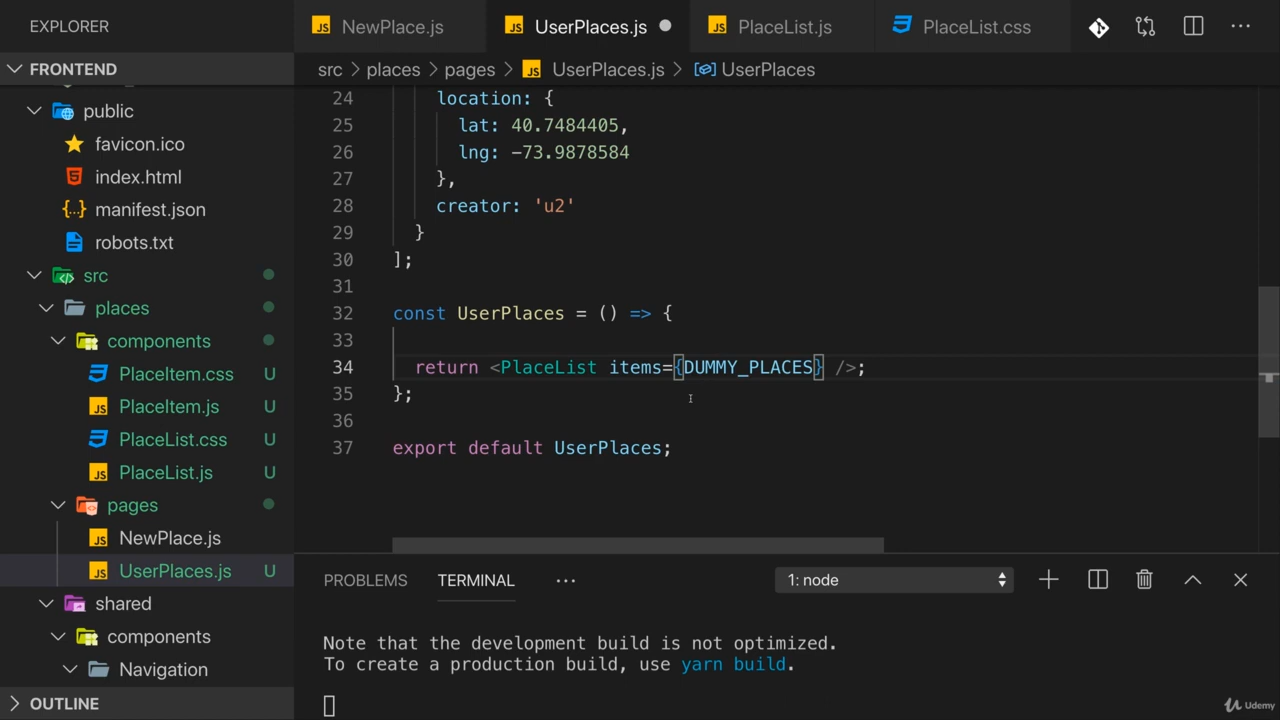 EXPLORER
NewPlace.js
UserPlaces.js
PlaceList.js
PlaceList.css
FRONTEND
src > places > pages > UserPlaces.js > UserPlaces
public
favicon.ico
index.html
manifest.json
robots.txt
src
places
components
PlaceItem.css U
PlaceItem.js U
PlaceList.css U
PlaceList.js U
pages
NewPlace.js
UserPlaces.js U
shared
components
Navigation
OUTLINE
24 location: {
25 lat: 40.7484405,
26 lng: -73.9878584
27 },
28 creator: 'u2'
29 }
30 ];
31
32 const UserPlaces = () => {
33
34 return <PlaceList items={DUMMY_PLACES} />;
35 };
36
37 export default UserPlaces;
PROBLEMS TERMINAL ... 1: node
Note that the development build is not optimized.
To create a production build, use yarn build.
Udemy